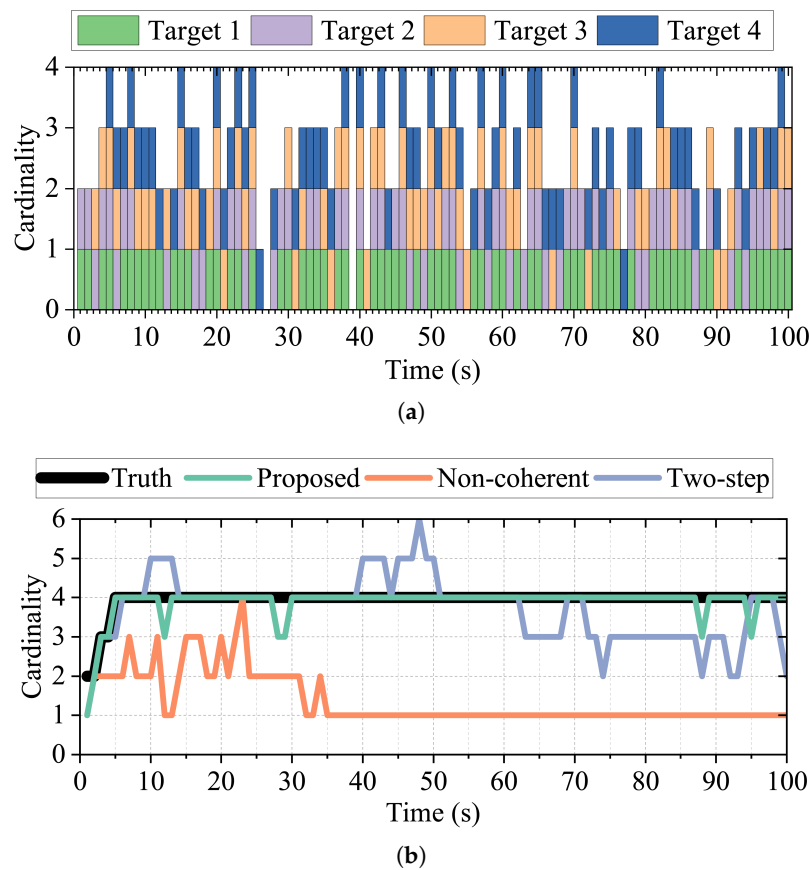 Target 1 Target 2 Target 3 Target 4
4
3
2
1
0
Cardinality
0 10 20 30 40 50 60 70 80 90 100
Time (s)
(a)
Truth Proposed Non-coherent Two-step
6
5
4
3
2
1
0
Cardinality
0 10 20 30 40 50 60 70 80 90 100
Time (s)
(b)